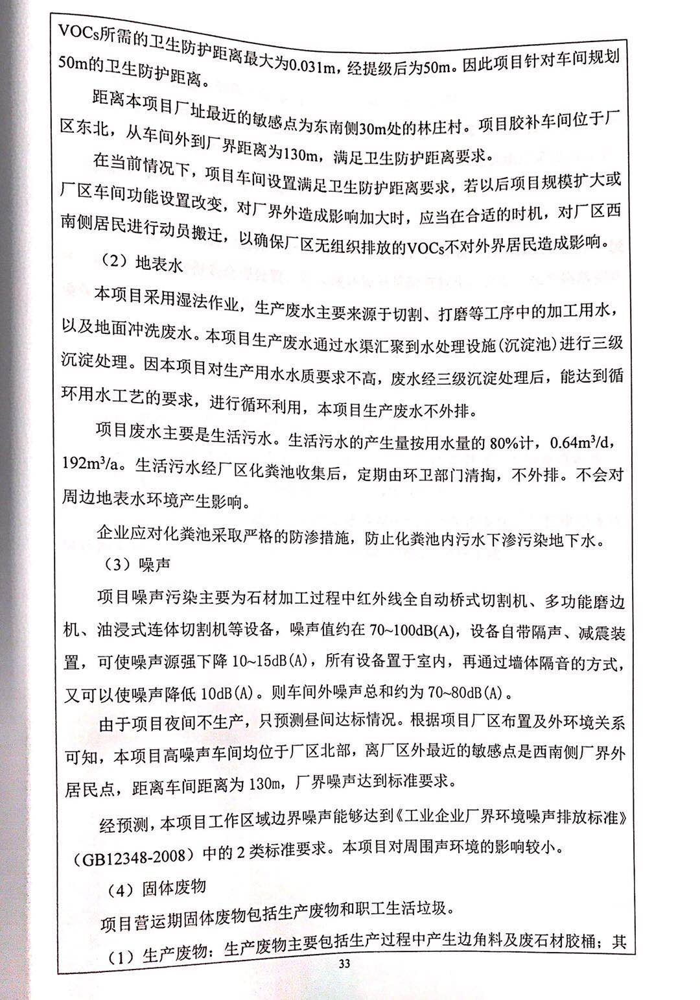 VOCs所需的卫生防护距离最大为0.031m，经提级后为50m。因此项目针对车间规划
50m的卫生防护距离。
距离本项目厂址最近的敏感点为东南侧30m处的林庄村。项目胶补车间位于厂
区东北，从车间外到厂界距离为130m，满足卫生防护距离要求。
在当前情况下，项目车间设置满足卫生防护距离要求，若以后项目规模扩大或
厂区车间功能设置改变，对厂界外造成影响加大时，应当在合适的时机，对厂区西
南侧居民进行动员搬迁，以确保厂区无组织排放的VOCs不对外界居民造成影响。
（2）地表水
本项目采用湿法作业，生产废水主要来源于切割、打磨等工序中的加工用水，
以及地面冲洗废水。本项目生产废水通过水渠汇聚到水处理设施(沉淀池)进行三级
沉淀处理。因本项目对生产用水水质要求不高，废水经三级沉淀处理后，能达到循
环用水工艺的要求，进行循环利用，本项目生产废水不外排。
项目废水主要是生活污水。生活污水的产生量按用水量的 80%计，0.64m³/d，
192m³/a。生活污水经厂区化粪池收集后，定期由环卫部门清掏，不外排。不会对
周边地表水环境产生影响。
企业应对化粪池采取严格的防渗措施，防止化粪池内污水下渗污染地下水。
（3）噪声
项目噪声污染主要为石材加工过程中红外线全自动桥式切割机、多功能磨边
机、油浸式连体切割机等设备，噪声值约在 70~100dB(A)，设备自带隔声、减震装
置，可使噪声源强下降 10~15dB(A)，所有设备置于室内，再通过墙体隔音的方式，
又可以使噪声降低 10dB(A)。则车间外噪声总和约为 70~80dB(A)。
由于项目夜间不生产，只预测昼间达标情况。根据项目厂区布置及外环境关系
可知，本项目高噪声车间均位于厂区北部，离厂区外最近的敏感点是西南侧厂界外
居民点，距离车间距离为 130m，厂界噪声达到标准要求。
经预测，本项目工作区域边界噪声能够达到《工业企业厂界环境噪声排放标准》
（GB12348-2008）中的 2 类标准要求。本项目对周围声环境的影响较小。
（4）固体废物
项目营运期固体废物包括生产废物和职工生活垃圾。
（1）生产废物：生产废物主要包括生产过程中产生边角料及废石材胶桶；其
33